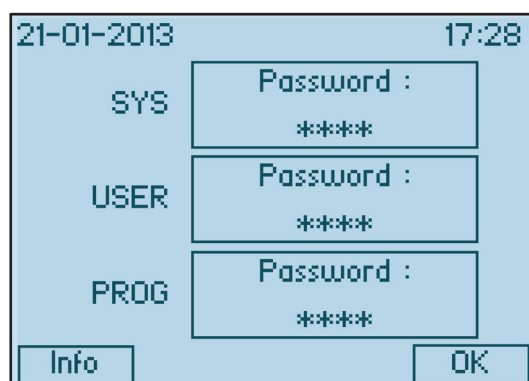 21-01-2013 17:28
SYS Password :
****
USER Password :
****
PROG Password :
****
Info OK